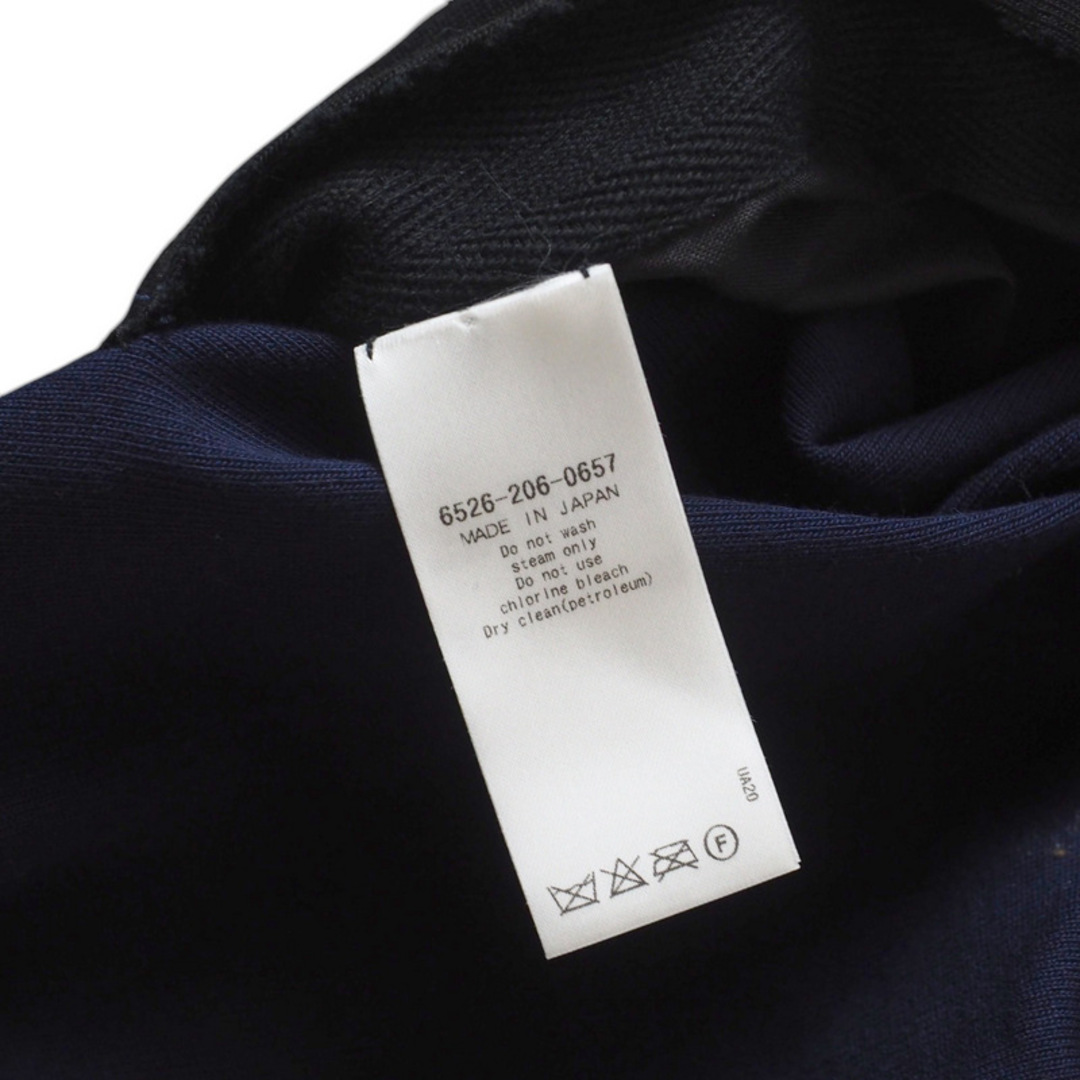 6526-206-0657
MADE IN JAPAN
Do not wash
steam only
Do not use
chlorine bleach
Dry clean(petroleum)
UA20
F